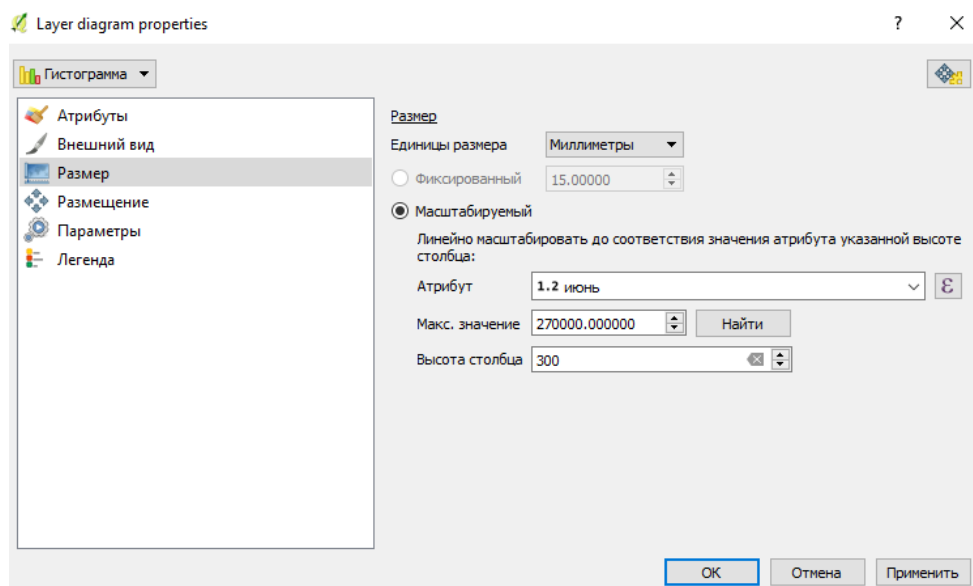 Layer diagram properties
?
Гистограмма
Атрибуты
Внешний вид
Размер
Размещение
Параметры
Легенда
Размер
Единицы размера Миллиметры
Фиксированный 15.00000
Масштабируемый
Линейно масштабировать до соответствия значения атрибута указанной высоте
столбца:
Атрибут 1.2 июнь ε
Макс. значение 270000.000000 Найти
Высота столбца 300
OK Отмена Применить